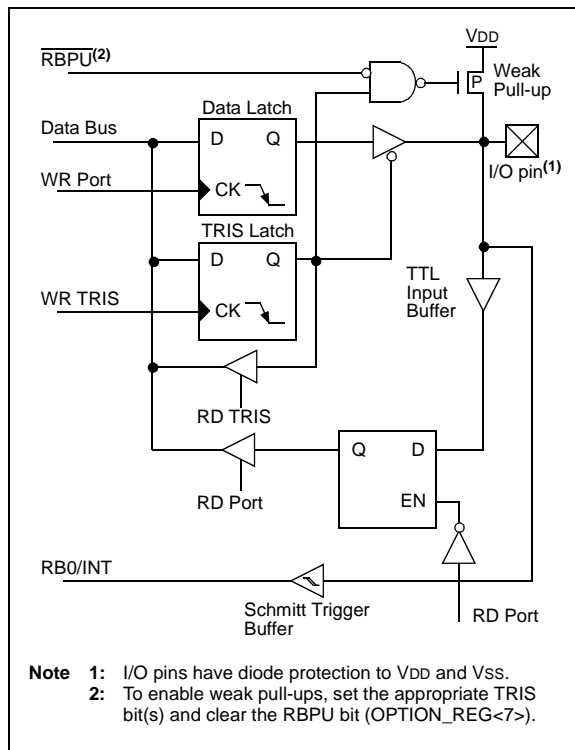 VDD
RBPU(2)
P
Weak
Pull-up
Data Latch
Data Bus
D Q
I/O pin(1)
WR Port
CK
TRIS Latch
D Q
TTL
Input
Buffer
WR TRIS
CK
RD TRIS
Q D
RD Port
EN
RB0/INT
Schmitt Trigger
Buffer
RD Port
Note 1: I/O pins have diode protection to VDD and VSS.
2: To enable weak pull-ups, set the appropriate TRIS
bit(s) and clear the RBPU bit (OPTION_REG<7>).